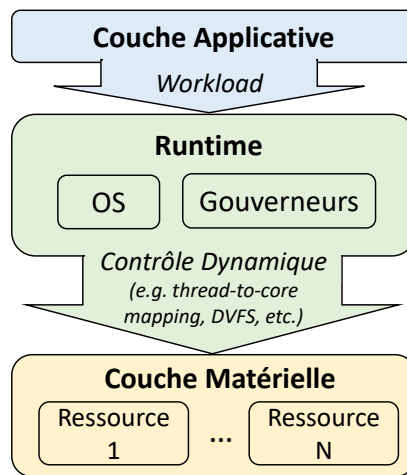 Couche Applicative
Workload
Runtime
OS Gouverneurs
Contrôle Dynamique
(e.g. thread-to-core
mapping, DVFS, etc.)
Couche Matérielle
Ressource ... Ressource
1 N